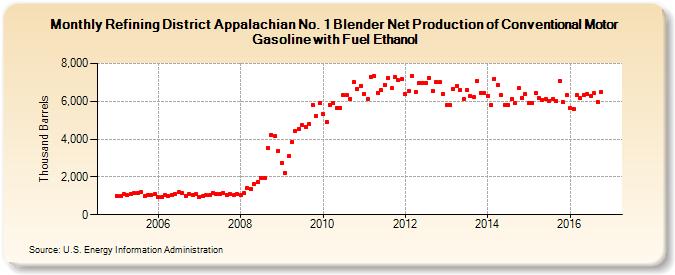 Monthly Refining District Appalachian No. 1 Blender Net Production of Conventional Motor
Gasoline with Fuel Ethanol
Thousand Barrels
8,000
6,000
4,000
2,000
0
2006
2008
2010
2012
2014
2016
Source: U.S. Energy Information Administration